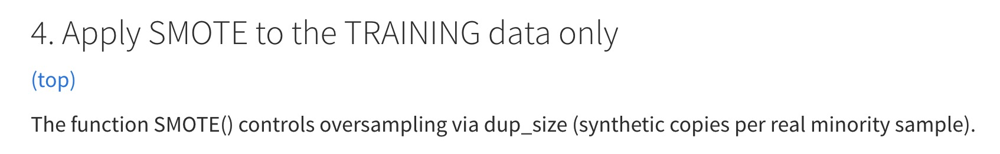 4. Apply SMOTE to the TRAINING data only
(top)
The function SMOTE() controls oversampling via dup_size (synthetic copies per real minority sample).